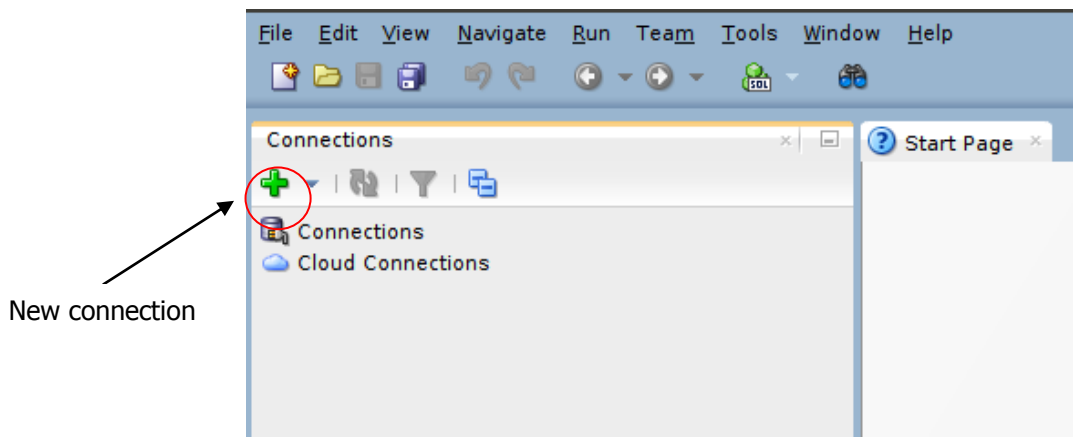 File Edit View Navigate Run Team Tools Window Help
SQL
Connections
Start Page
Connections
Cloud Connections
New connection